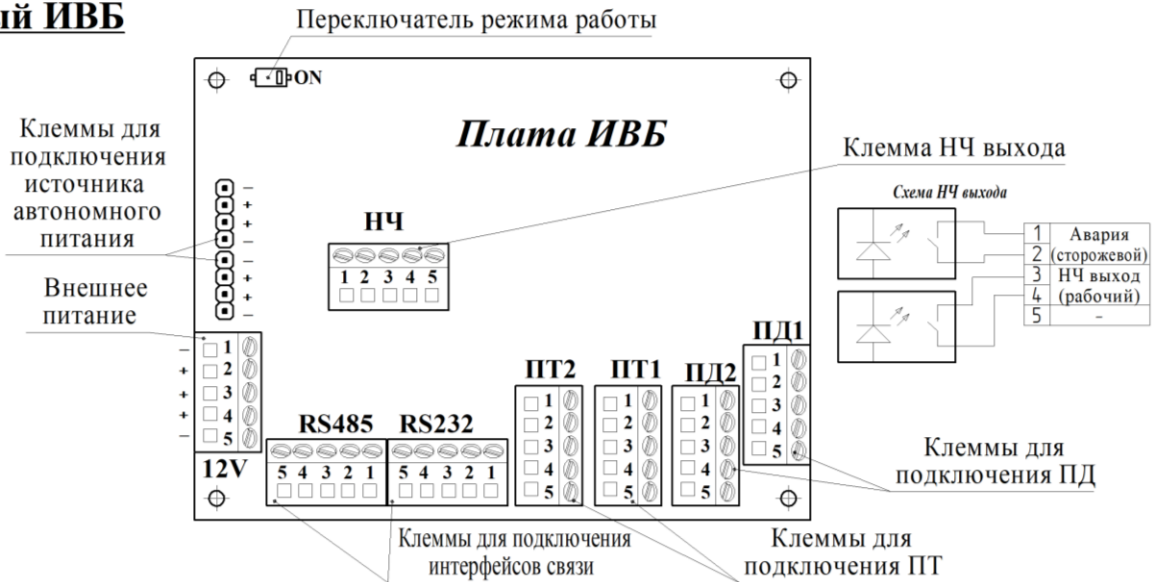 ый ИВБ
Переключатель режима работы
ON
Плата ИВБ
Клеммы для
подключения
источника
автономного
питания
−
+
+
−
−
+
+
−
Клемма НЧ выхода
НЧ
1 2 3 4 5
Схема НЧ выхода
1 Авария
2 (сторожевой)
3 НЧ выход
4 (рабочий)
5 -
Внешнее
питание
− 1
+ 2
+ 3
+ 4
− 5
12V
RS485
5 4 3 2 1
RS232
5 4 3 2 1
ПТ2
1
2
3
4
5
ПТ1
1
2
3
4
5
ПД2
1
2
3
4
5
ПД1
1
2
3
4
5
Клеммы для
подключения ПД
Клеммы для подключения
интерфейсов связи
Клеммы для
подключения ПТ